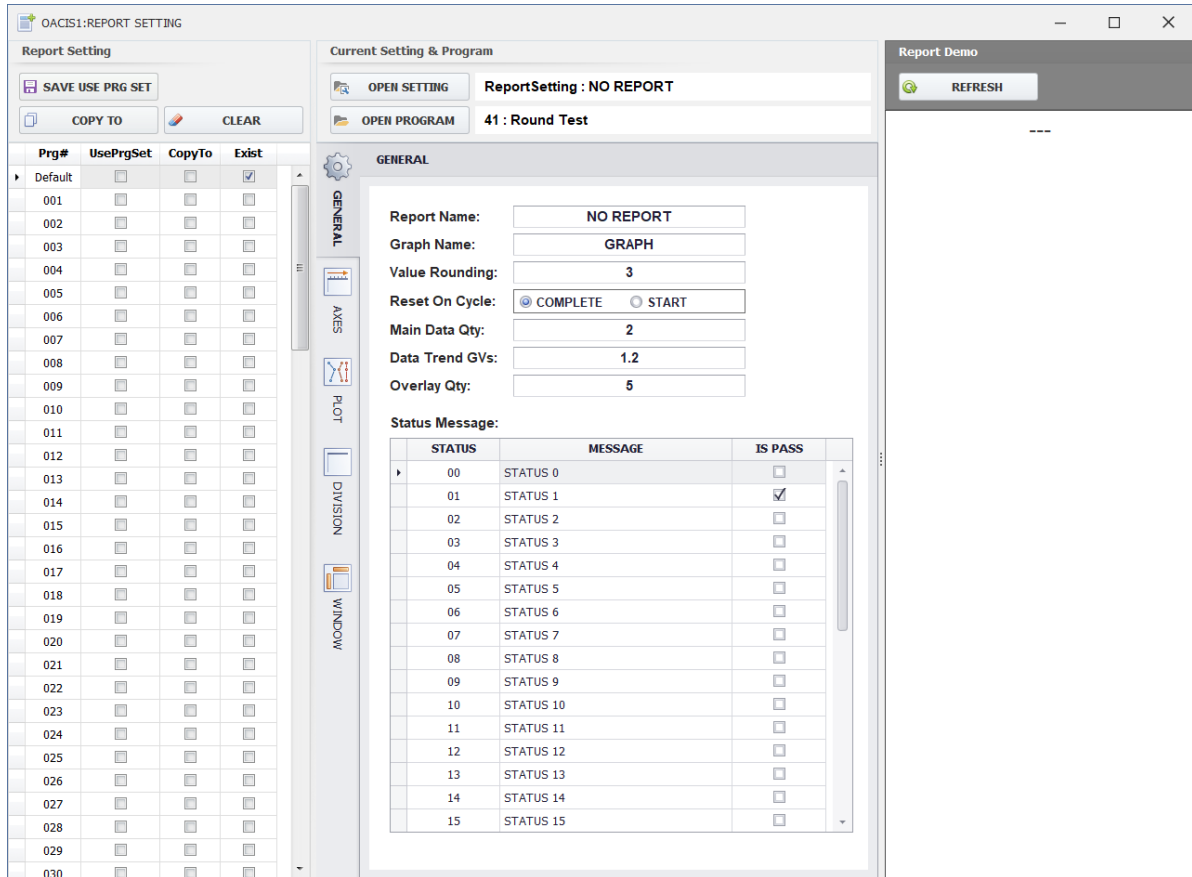 OACIS1:REPORT SETTING
Report Setting
SAVE USE PRG SET
COPY TO CLEAR
Prg# UsePrgSet CopyTo Exist
Default
001
002
003
004
005
006
007
008
009
010
011
012
013
014
015
016
017
018
019
020
021
022
023
024
025
026
027
028
029
030
Current Setting & Program
OPEN SETTING ReportSetting : NO REPORT
OPEN PROGRAM 41 : Round Test
GENERAL
AXES
PLOT
DIVISION
WINDOW
GENERAL
Report Name: NO REPORT
Graph Name: GRAPH
Value Rounding: 3
Reset On Cycle: COMPLETE START
Main Data Qty: 2
Data Trend GVs: 1.2
Overlay Qty: 5
Status Message:
STATUS MESSAGE IS PASS
00 STATUS 0
01 STATUS 1
02 STATUS 2
03 STATUS 3
04 STATUS 4
05 STATUS 5
06 STATUS 6
07 STATUS 7
08 STATUS 8
09 STATUS 9
10 STATUS 10
11 STATUS 11
12 STATUS 12
13 STATUS 13
14 STATUS 14
15 STATUS 15
Report Demo
REFRESH
---